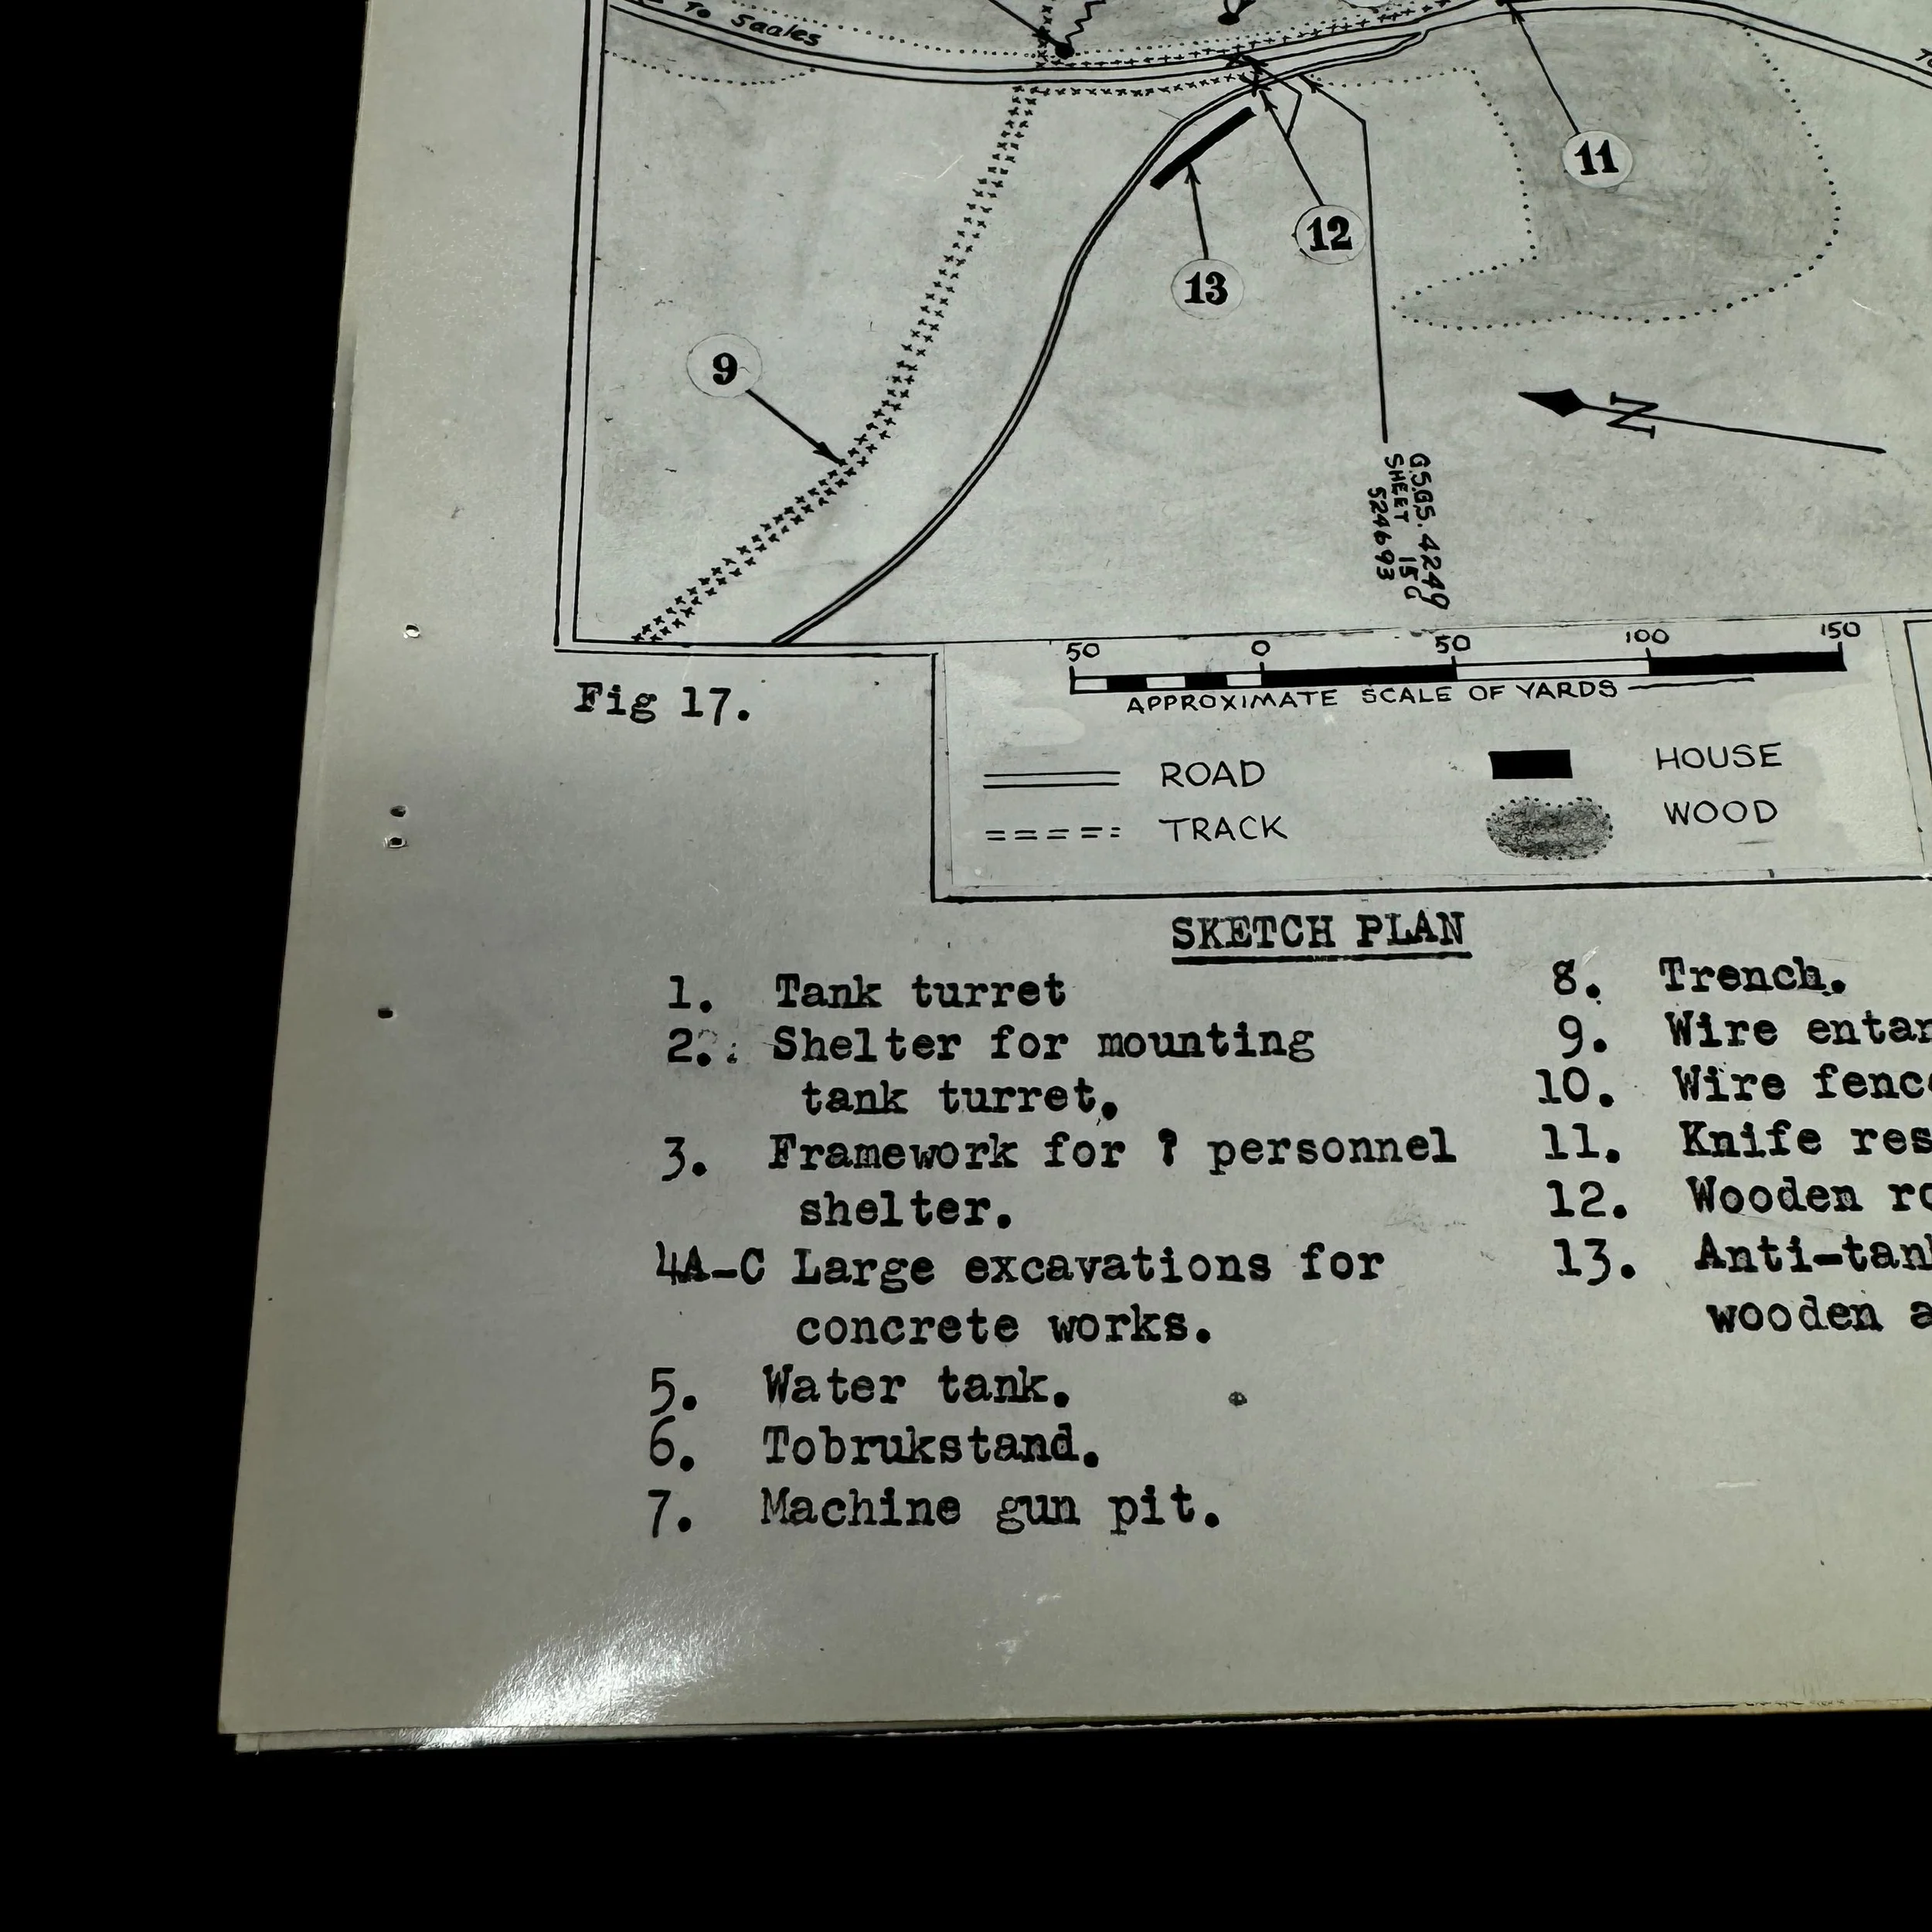 To Saales
11
12
13
9
N
G.S.G.S. 4249
SHEET 15
524693
50 0 50 100 150
APPROXIMATE SCALE OF YARDS
Fig 17.
ROAD
HOUSE
TRACK
WOOD
SKETCH PLAN
1. Tank turret
2. Shelter for mounting
tank turret.
3. Framework for ? personnel
shelter.
4A-C Large excavations for
concrete works.
5. Water tank.
6. Tobrukstand.
7. Machine gun pit.
8. Trench.
9. Wire
10. Wire
11. Knife
12. Wooden
13.
wooden